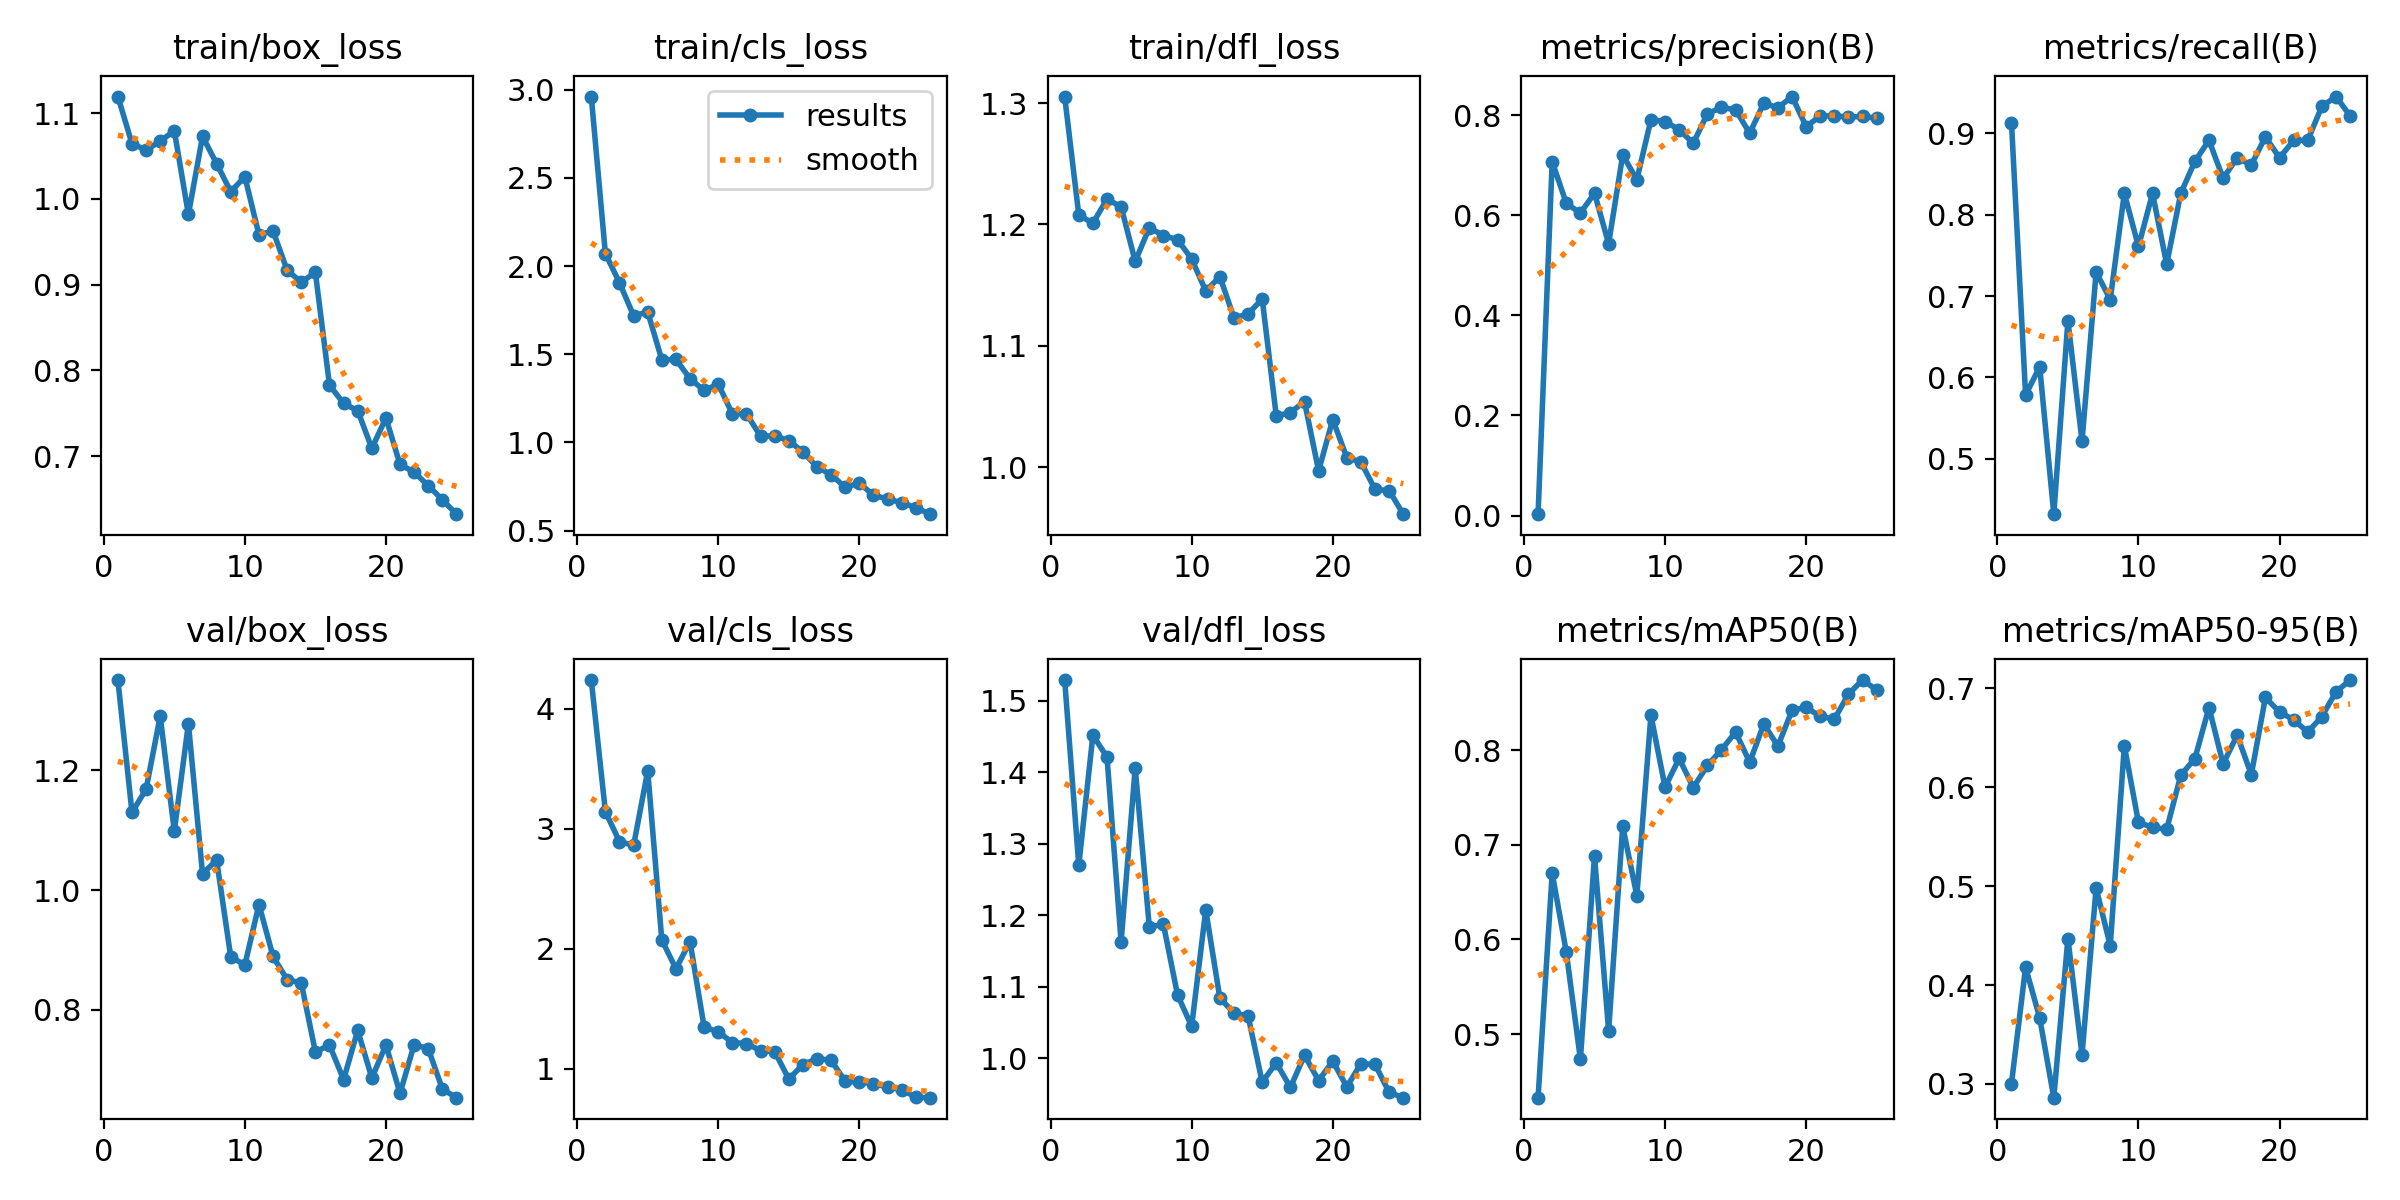 train/box_loss
1.1
1.0
0.9
0.8
0.7
0 10 20
train/cls_loss
results
smooth
3.0
2.5
2.0
1.5
1.0
0.5
0 10 20
train/dfl_loss
1.3
1.2
1.1
1.0
0 10 20
metrics/precision(B)
0.8
0.6
0.4
0.2
0.0
0 10 20
metrics/recall(B)
0.9
0.8
0.7
0.6
0.5
0 10 20
val/box_loss
1.2
1.0
0.8
0 10 20
val/cls_loss
4
3
2
1
0 10 20
val/dfl_loss
1.5
1.4
1.3
1.2
1.1
1.0
0 10 20
metrics/mAP50(B)
0.8
0.7
0.6
0.5
0 10 20
metrics/mAP50-95(B)
0.7
0.6
0.5
0.4
0.3
0 10 20